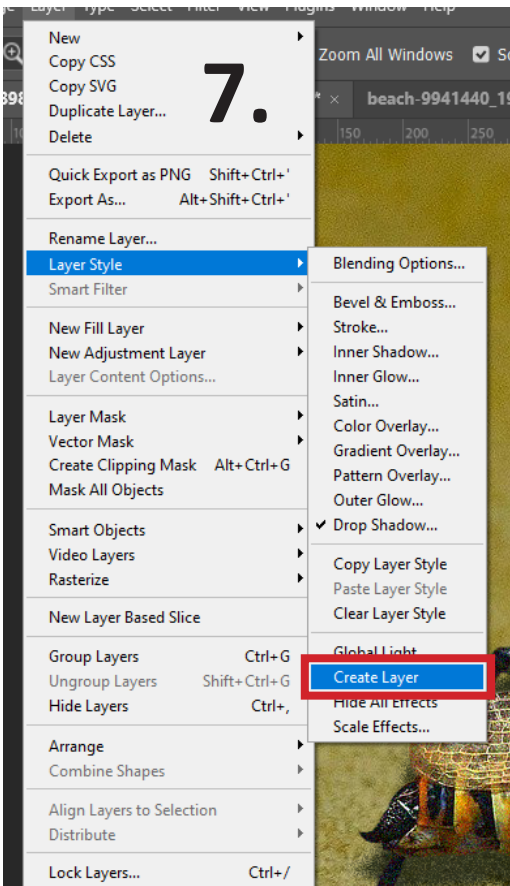 Layer Type Select Filter View Plugins Window Help
New
Copy CSS
Copy SVG
Duplicate Layer...
Delete
7.
Zoom All Windows
* × beach-9941440_19
150 200 250
Quick Export as PNG Shift+Ctrl+'
Export As... Alt+Shift+Ctrl+'
Rename Layer...
Layer Style
Smart Filter
New Fill Layer
New Adjustment Layer
Layer Content Options...
Layer Mask
Vector Mask
Create Clipping Mask Alt+Ctrl+G
Mask All Objects
Smart Objects
Video Layers
Rasterize
New Layer Based Slice
Group Layers Ctrl+G
Ungroup Layers Shift+Ctrl+G
Hide Layers Ctrl+,
Arrange
Combine Shapes
Align Layers to Selection
Distribute
Lock Layers... Ctrl+/
Blending Options...
Bevel & Emboss...
Stroke...
Inner Shadow...
Inner Glow...
Satin...
Color Overlay...
Gradient Overlay...
Pattern Overlay...
Outer Glow...
Drop Shadow...
Copy Layer Style
Paste Layer Style
Clear Layer Style
Global Light
Create Layer
Hide All Effects
Scale Effects...